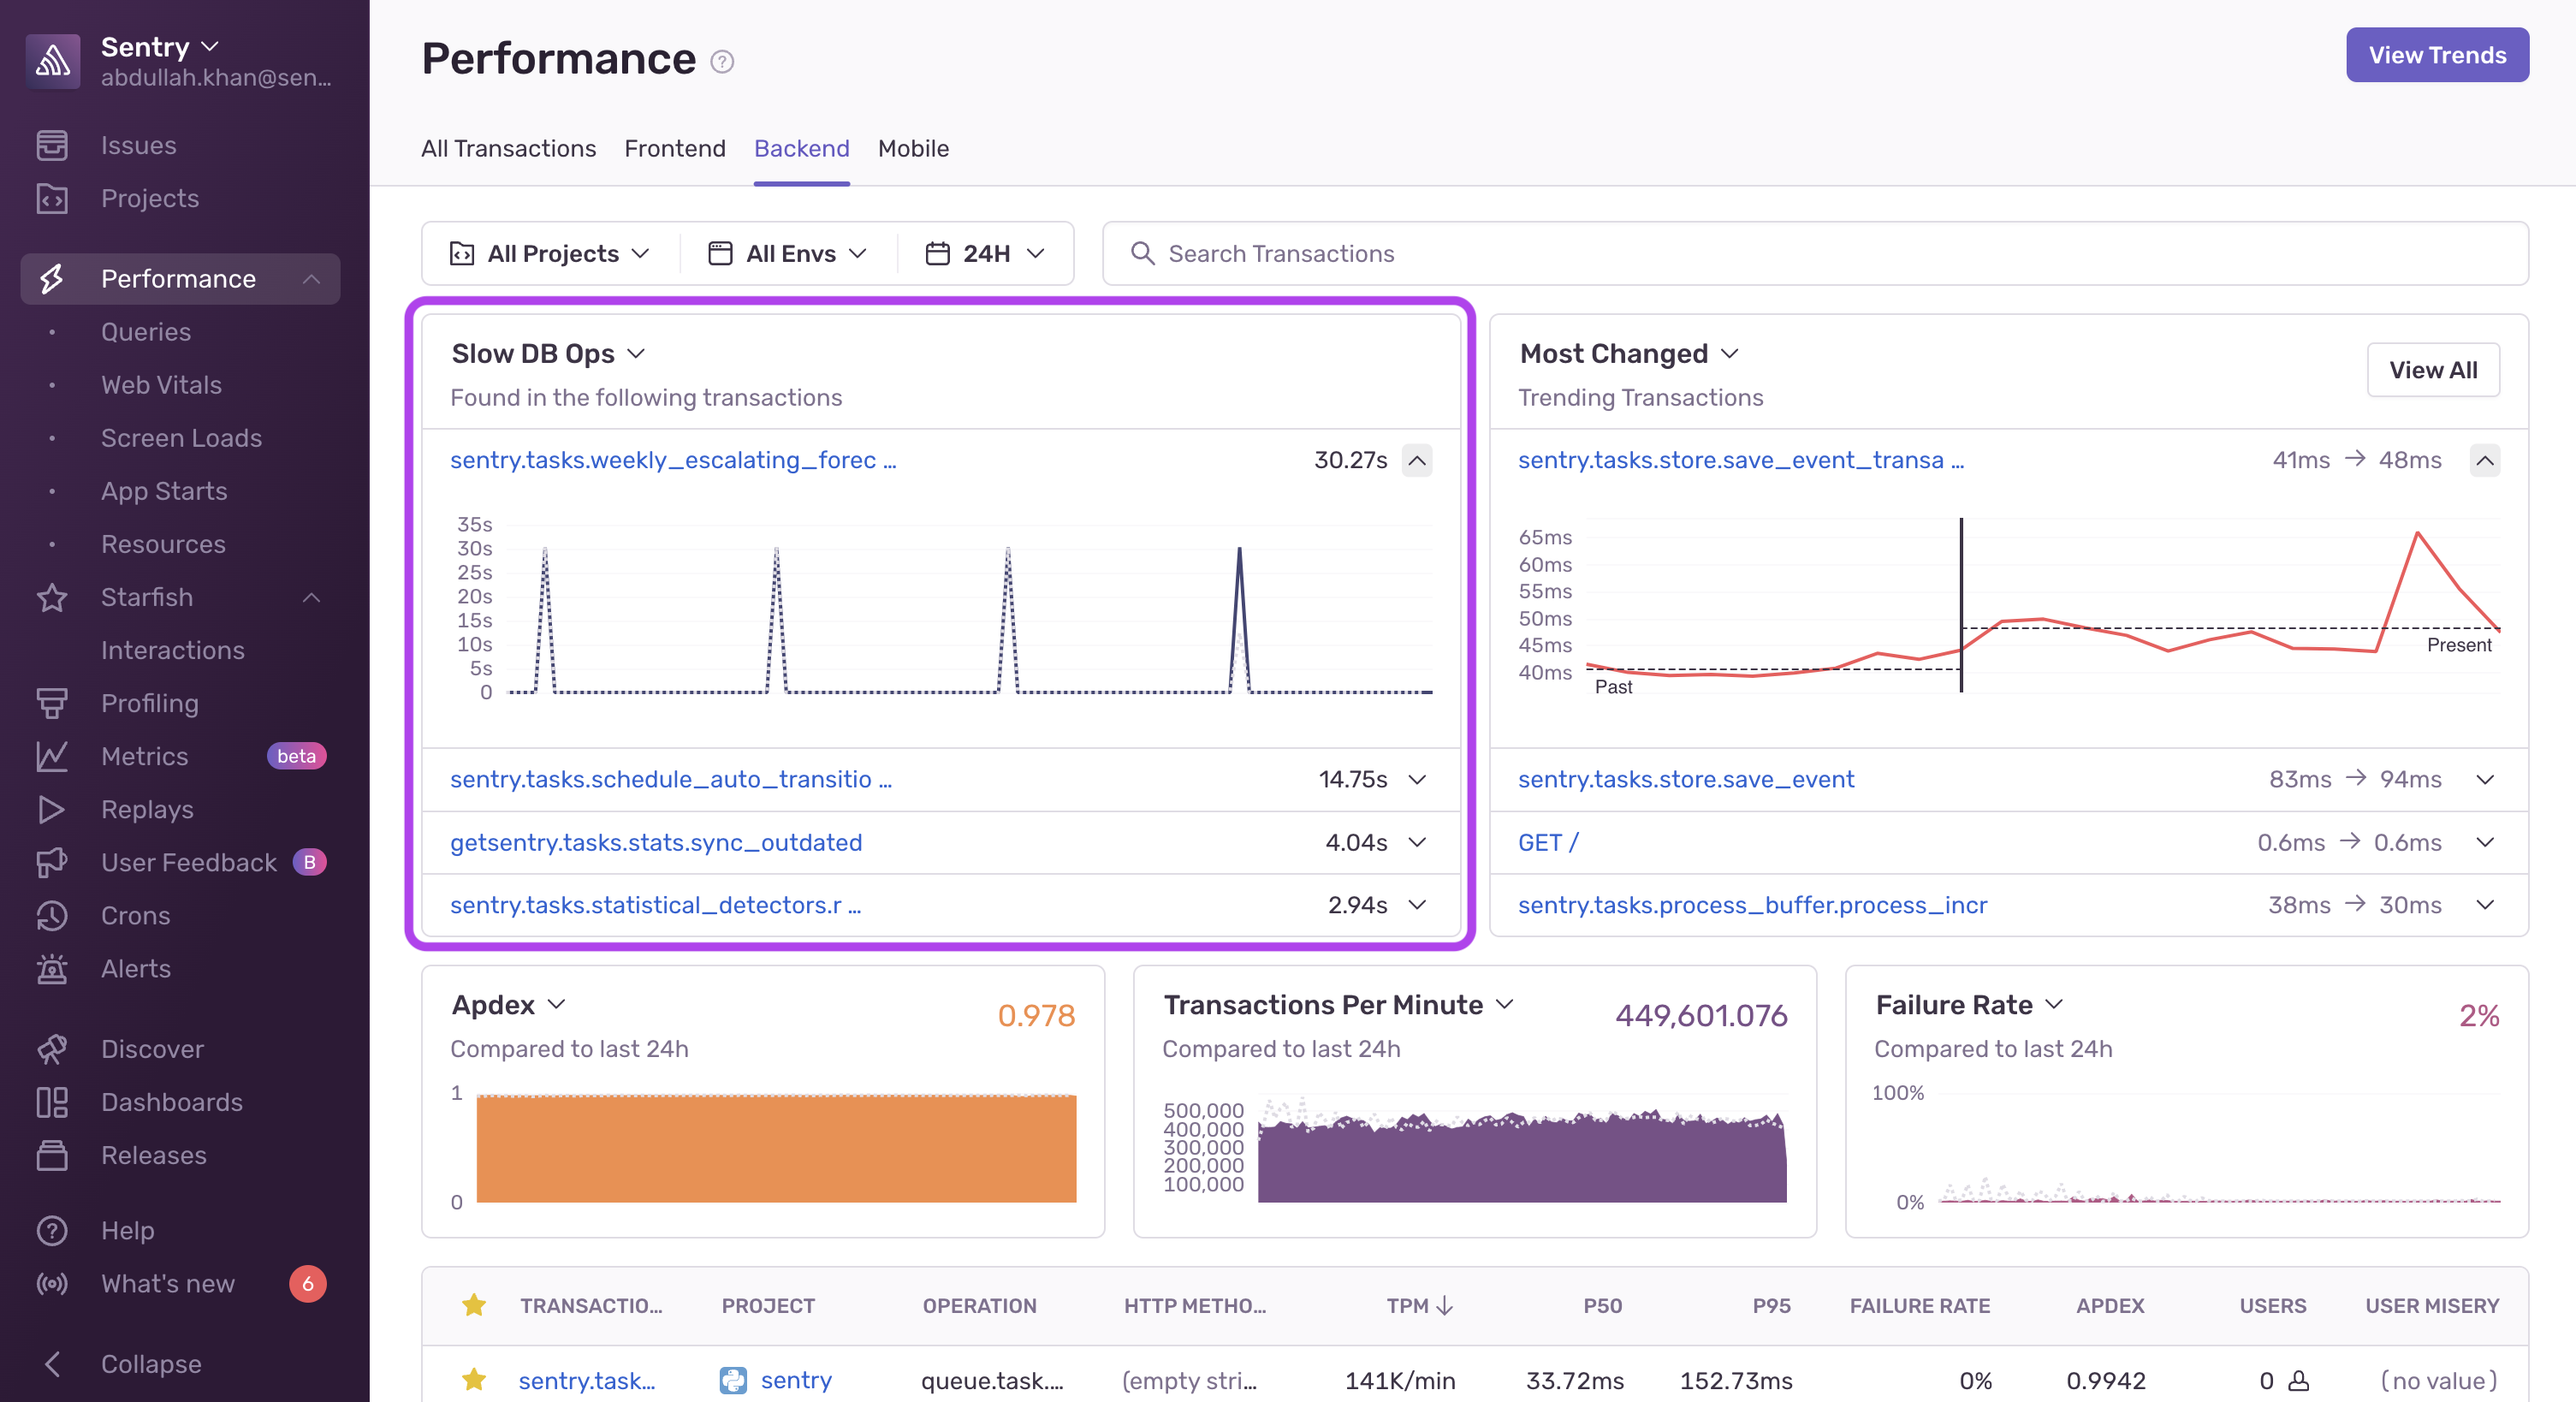 Sentry
abdullah.khan@sen...
Issues
Projects
Performance
Queries
Web Vitals
Screen Loads
App Starts
Resources
Starfish
Interactions
Profiling
Metrics beta
Replays
User Feedback B
Crons
Alerts
Discover
Dashboards
Releases
Help
What's new 6
Collapse
Performance ?
View Trends
All Transactions Frontend Backend Mobile
All Projects All Envs 24H Search Transactions
Slow DB Ops
Found in the following transactions
sentry.tasks.weekly_escalating_forec ... 30.27s
35s
30s
25s
20s
15s
10s
5s
0
sentry.tasks.schedule_auto_transitio ... 14.75s
getsentry.tasks.stats.sync_outdated 4.04s
sentry.tasks.statistical_detectors.r ... 2.94s
Most Changed
Trending Transactions
View All
sentry.tasks.store.save_event_transa ... 41ms → 48ms
65ms
60ms
55ms
50ms
45ms
40ms
Past
Present
sentry.tasks.store.save_event 83ms → 94ms
GET / 0.6ms → 0.6ms
sentry.tasks.process_buffer.process_incr 38ms → 30ms
Apdex 0.978
Compared to last 24h
1
0
Transactions Per Minute 449,601.076
Compared to last 24h
500,000
400,000
300,000
200,000
100,000
Failure Rate 2%
Compared to last 24h
100%
0%
TRANSACTIO... PROJECT OPERATION HTTP METHO... TPM ↓ P50 P95 FAILURE RATE APDEX USERS USER MISERY
sentry.task... sentry queue.task.... (empty stri... 141K/min 33.72ms 152.73ms 0% 0.9942 0 (no value)